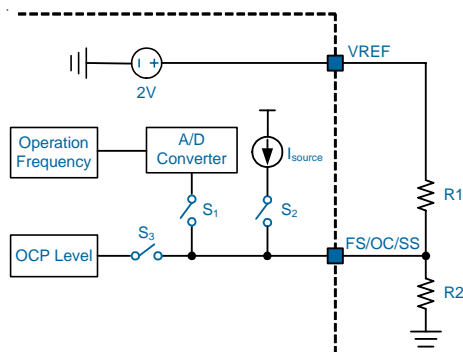 VREF
2V
Operation
Frequency
A/D
Converter
Isource
R1
S1
S2
S3
FS/OC/SS
OCP Level
R2